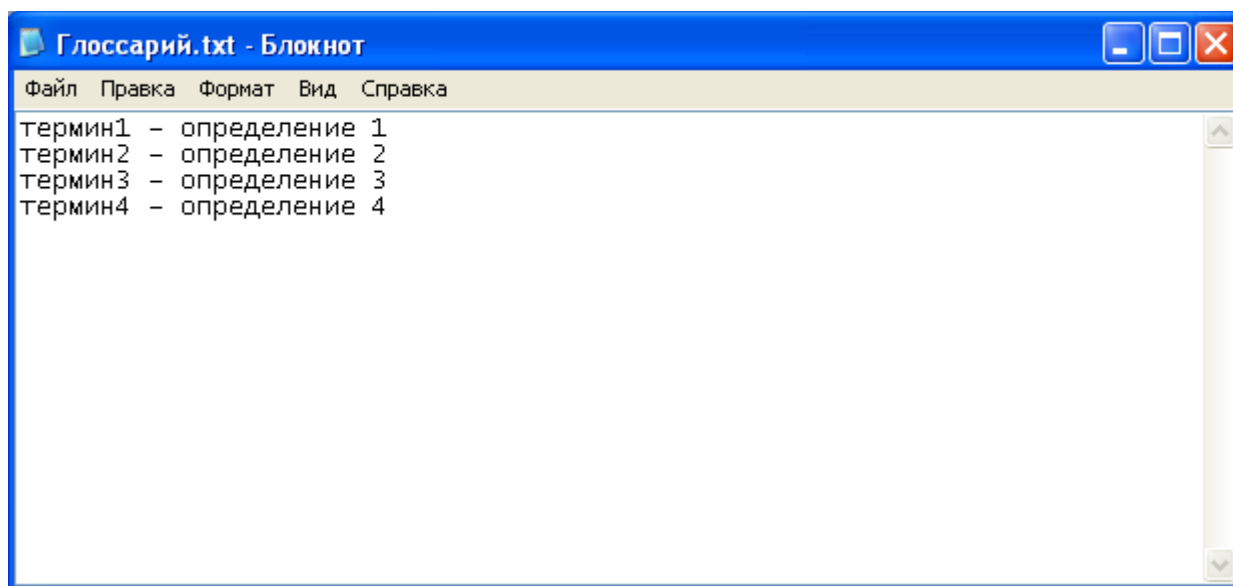 Глоссарий.txt - Блокнот
Файл Правка Формат Вид Справка
термин1 – определение 1
термин2 – определение 2
термин3 – определение 3
термин4 – определение 4